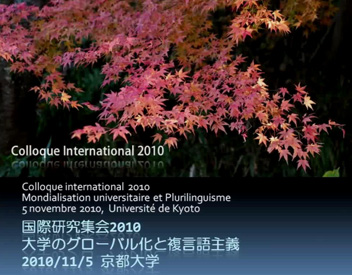 Colloque International 2010
Colloque international 2010
Mondialisation universitaire et Plurilinguisme
5 novembre 2010, Université de Kyoto
国際研究集会2010
大学のグローバル化と複言語主義
2010/11/5 京都大学